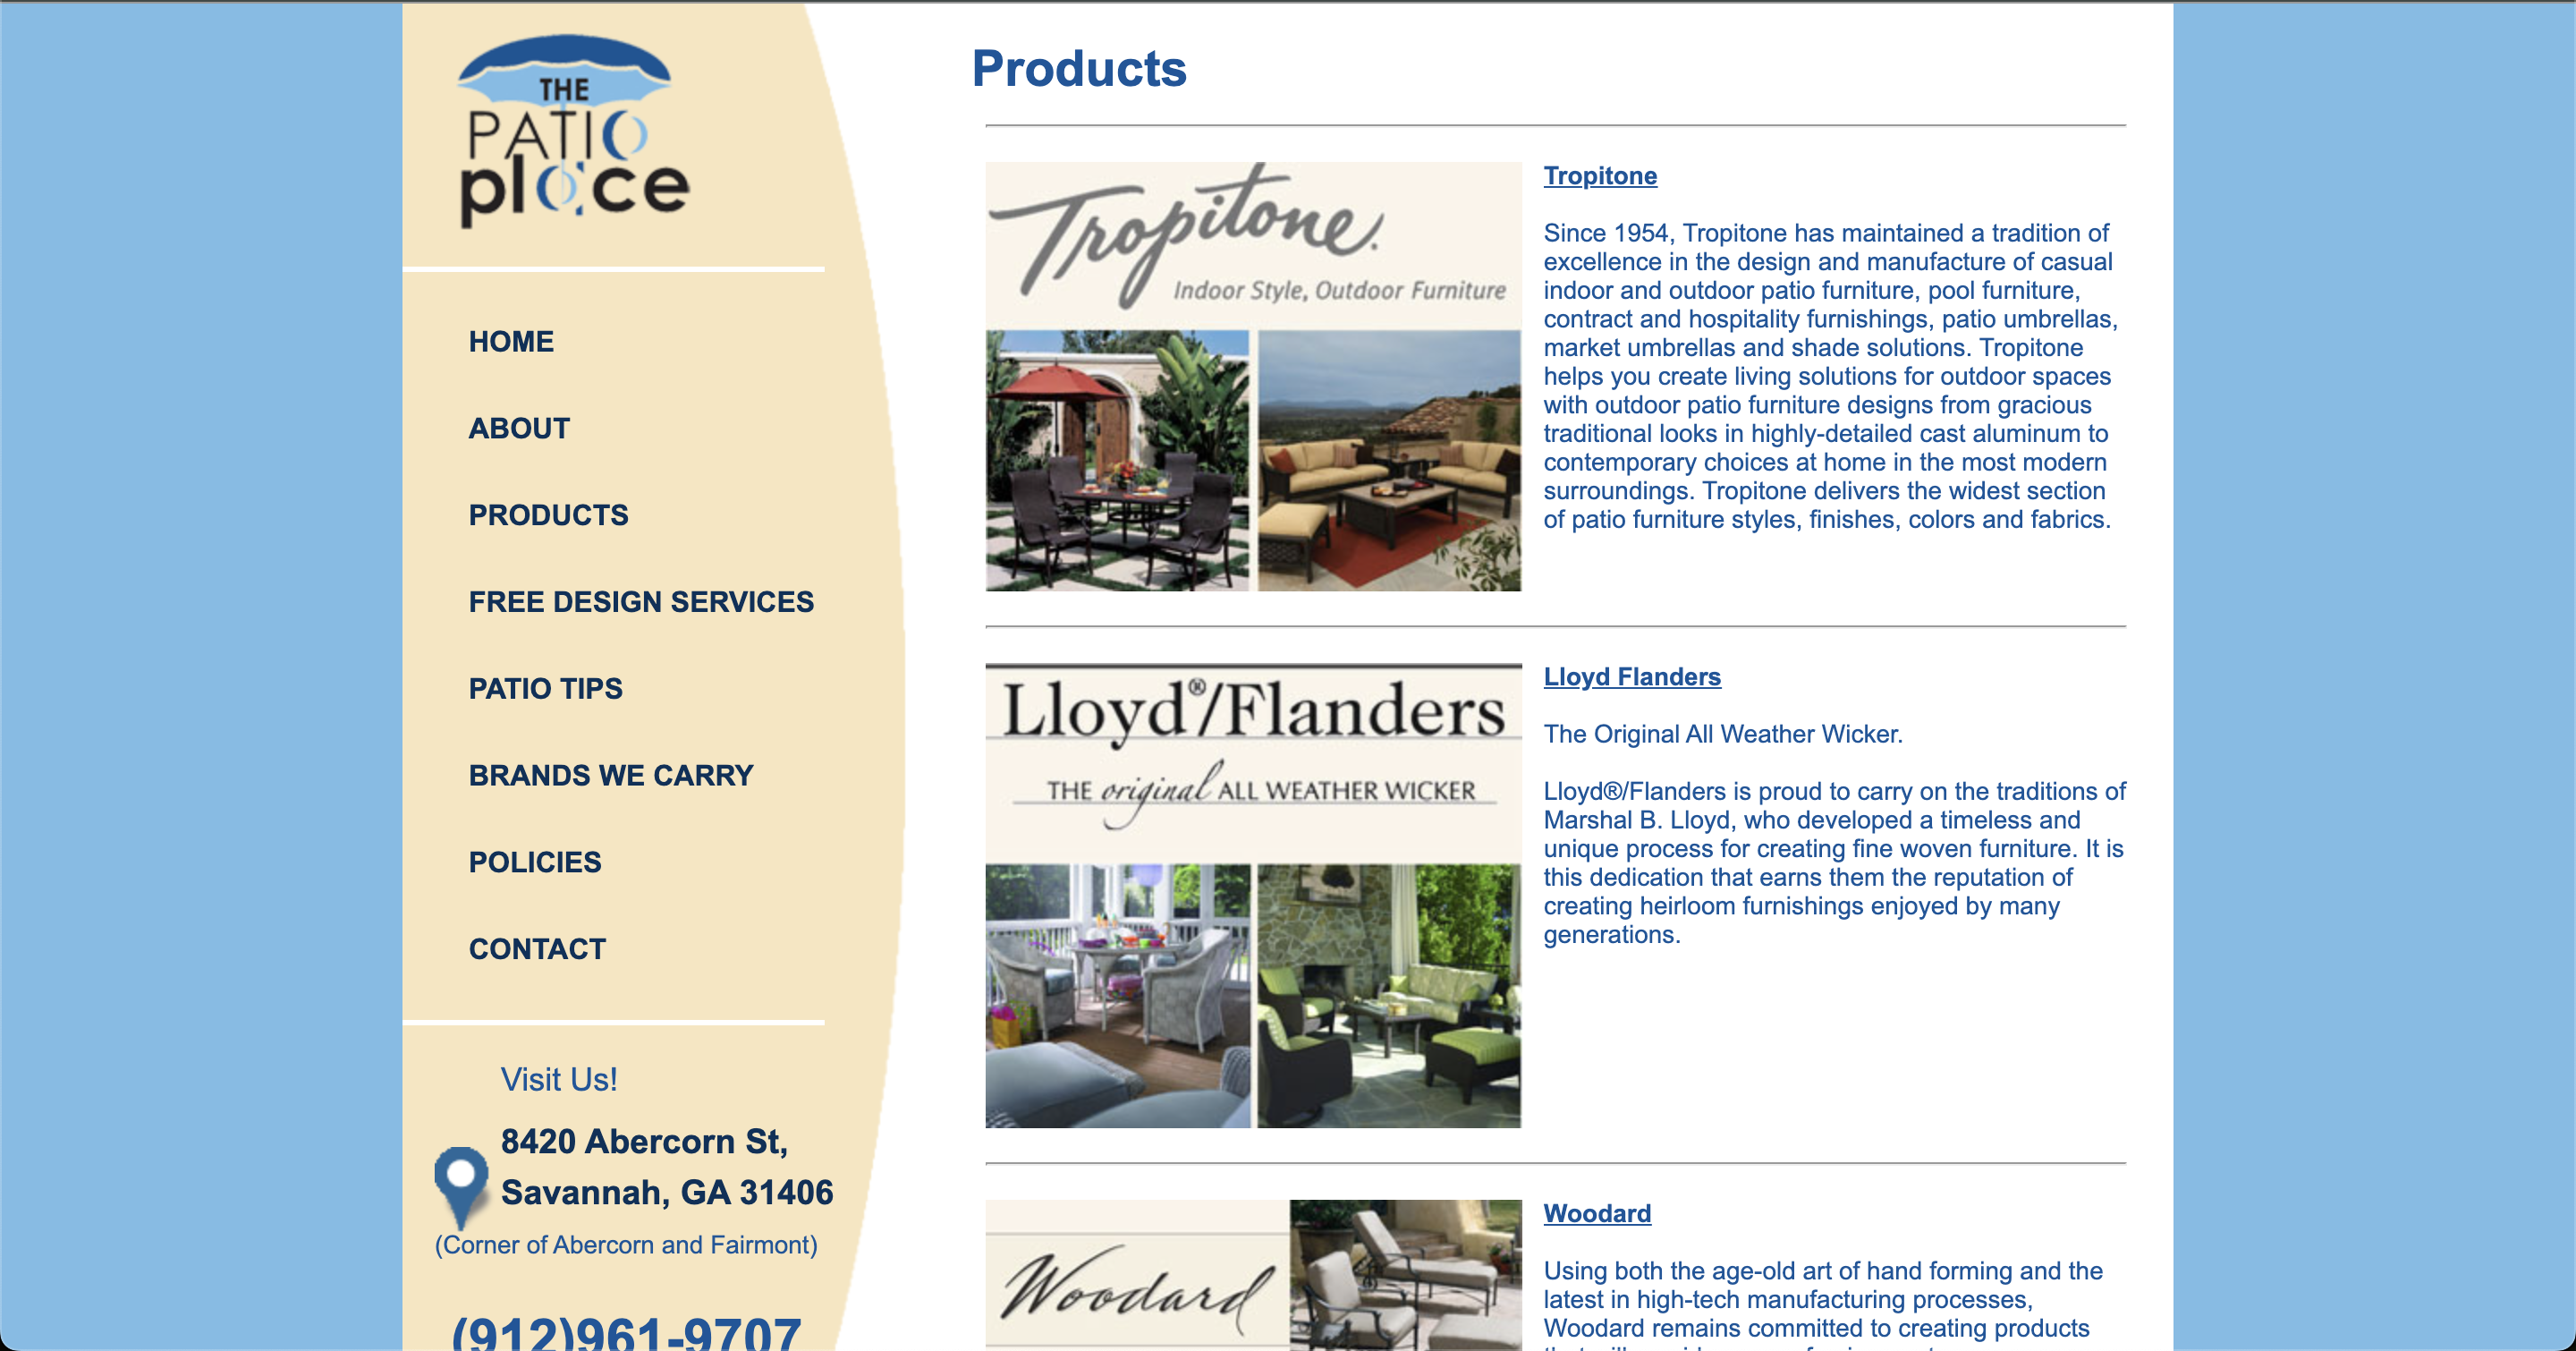 THE
PATIO
place
HOME
ABOUT
PRODUCTS
FREE DESIGN SERVICES
PATIO TIPS
BRANDS WE CARRY
POLICIES
CONTACT
Visit Us!
8420 Abercorn St,
Savannah, GA 31406
(Corner of Abercorn and Fairmont)
(912)961-9707
Products
Tropitone.
Indoor Style, Outdoor Furniture
Tropitone
Since 1954, Tropitone has maintained a tradition of
excellence in the design and manufacture of casual
indoor and outdoor patio furniture, pool furniture,
contract and hospitality furnishings, patio umbrellas,
market umbrellas and shade solutions. Tropitone
helps you create living solutions for outdoor spaces
with outdoor patio furniture designs from gracious
traditional looks in highly-detailed cast aluminum to
contemporary choices at home in the most modern
surroundings. Tropitone delivers the widest section
of patio furniture styles, finishes, colors and fabrics.
Lloyd®/Flanders
THE original ALL WEATHER WICKER
Lloyd Flanders
The Original All Weather Wicker.
Lloyd®/Flanders is proud to carry on the traditions of
Marshal B. Lloyd, who developed a timeless and
unique process for creating fine woven furniture. It is
this dedication that earns them the reputation of
creating heirloom furnishings enjoyed by many
generations.
Woodard
Woodard
Using both the age-old art of hand forming and the
latest in high-tech manufacturing processes,
Woodard remains committed to creating products